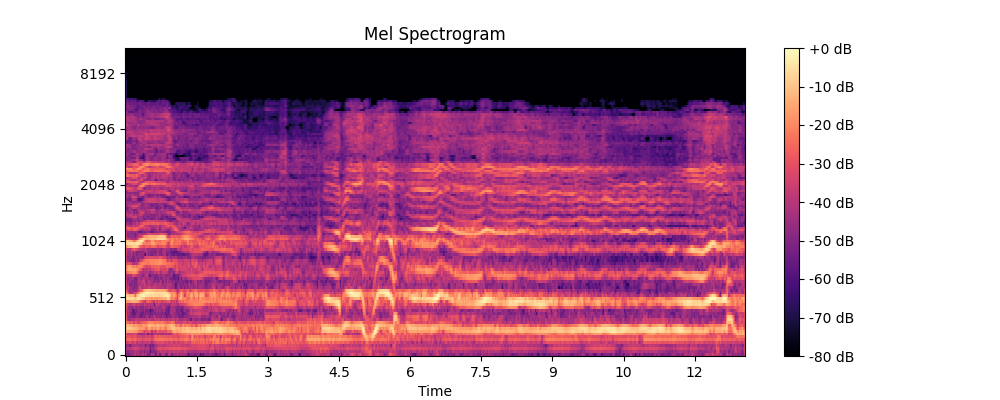 Mel Spectrogram
+0 dB
8192
-10 dB
4096
-20 dB
-30 dB
2048
Hz
-40 dB
1024
-50 dB
-60 dB
512
-70 dB
0
-80 dB
0 1.5 3 4.5 6 7.5 9 10 12
Time